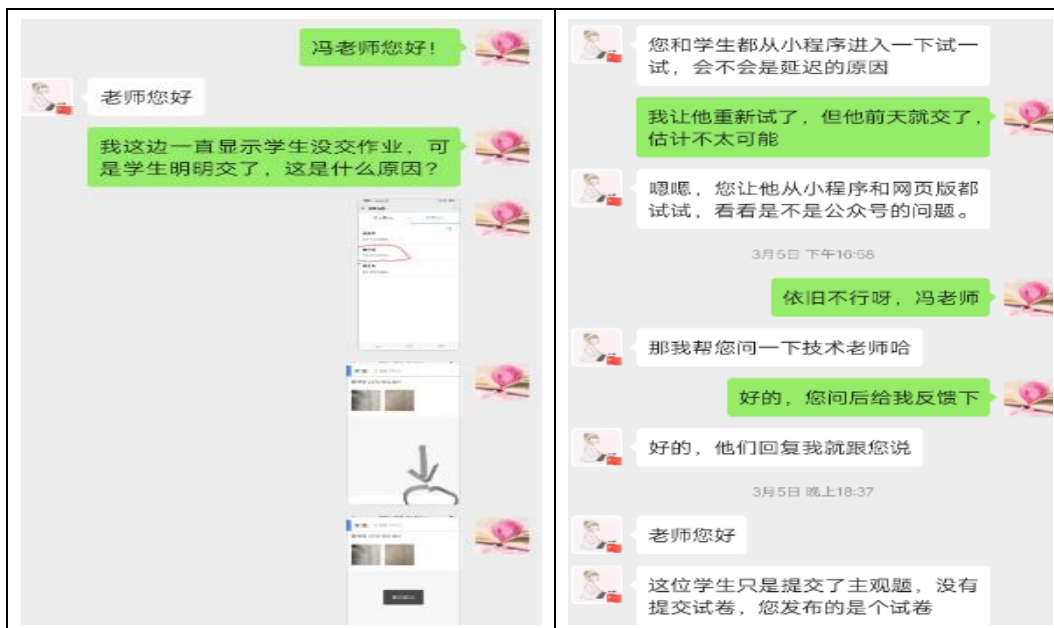 冯老师您好!
老师您好
我这边一直显示学生没交作业,可
是学生明明交了,这是什么原因?
您和学生都从小程序进入一下试一
试,会不会是延迟的原因
我让他重新试了,但他前天就交了,
估计不太可能
嗯嗯,您让他从小程序和网页版都
试试,看看是不是公众号的问题。
3月5日 下午16:58
依旧不行呀,冯老师
那我帮您问一下技术老师哈
好的,您问后给我反馈下
好的,他们回复我就跟您说
3月5日 晚上18:37
老师您好
这位学生只是提交了主观题,没有
提交试卷,您发布的是个试卷